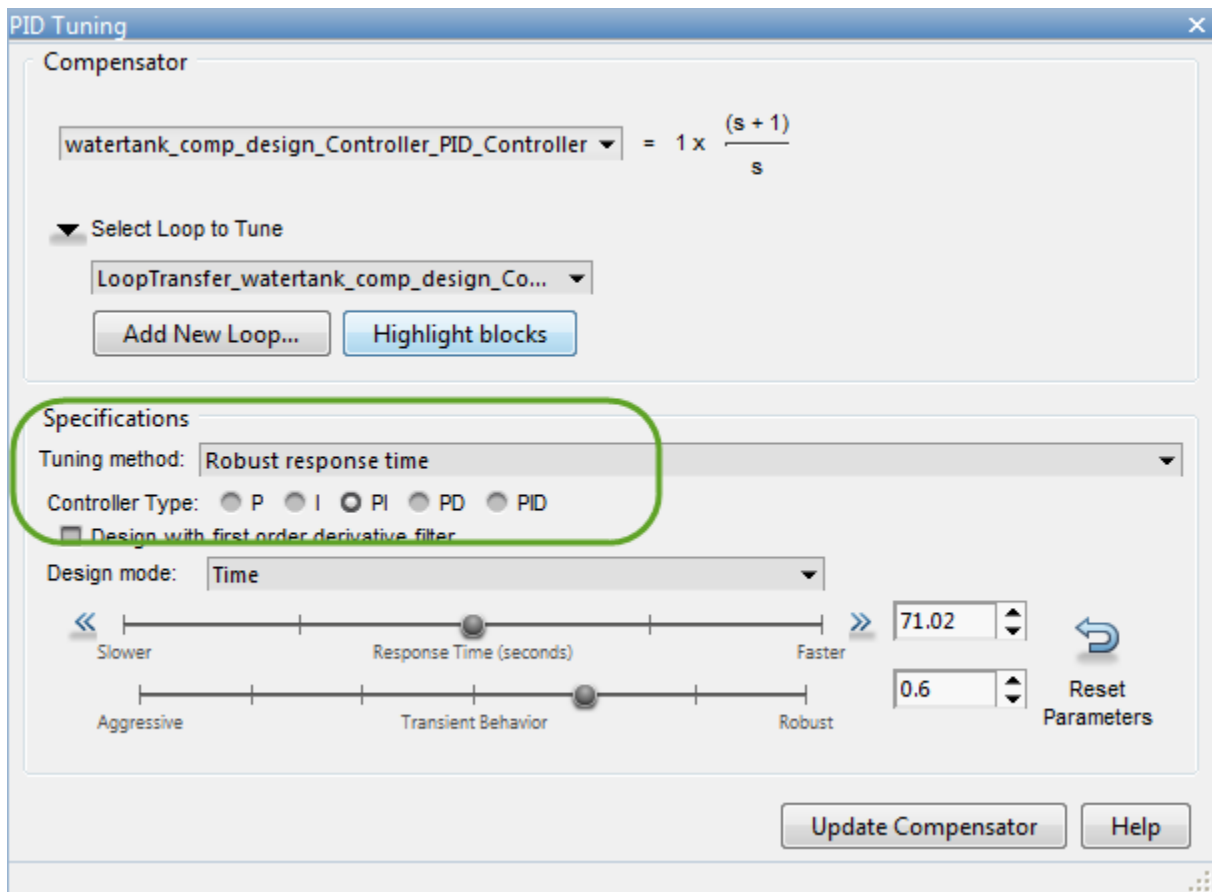 PID Tuning
Compensator
watertank_comp_design_Controller_PID_Controller = 1 x (s + 1)
s
Select Loop to Tune
LoopTransfer_watertank_comp_design_Co...
Add New Loop... Highlight blocks
Specifications
Tuning method: Robust response time
Controller Type: P I PI PD PID
Design with first order derivative filter
Design mode: Time
71.02
Slower Response Time (seconds) Faster
0.6 Reset
Aggressive Transient Behavior Robust Parameters
Update Compensator Help